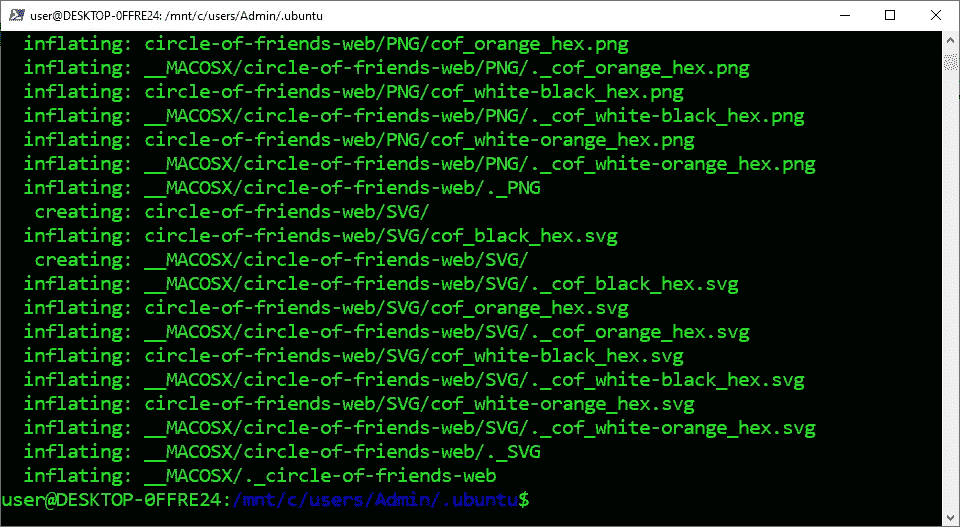 user@DESKTOP-0FFRE24: /mnt/c/users/Admin/.ubuntu
inflating: circle-of-friends-web/PNG/cof_orange_hex.png
inflating: __MACOSX/circle-of-friends-web/PNG/._cof_orange_hex.png
inflating: circle-of-friends-web/PNG/cof_white-black_hex.png
inflating: __MACOSX/circle-of-friends-web/PNG/._cof_white-black_hex.png
inflating: circle-of-friends-web/PNG/cof_white-orange_hex.png
inflating: __MACOSX/circle-of-friends-web/PNG/._cof_white-orange_hex.png
inflating: __MACOSX/circle-of-friends-web/._PNG
creating: circle-of-friends-web/SVG/
inflating: circle-of-friends-web/SVG/cof_black_hex.svg
creating: __MACOSX/circle-of-friends-web/SVG/
inflating: __MACOSX/circle-of-friends-web/SVG/._cof_black_hex.svg
inflating: circle-of-friends-web/SVG/cof_orange_hex.svg
inflating: __MACOSX/circle-of-friends-web/SVG/._cof_orange_hex.svg
inflating: circle-of-friends-web/SVG/cof_white-black_hex.svg
inflating: __MACOSX/circle-of-friends-web/SVG/._cof_white-black_hex.svg
inflating: circle-of-friends-web/SVG/cof_white-orange_hex.svg
inflating: __MACOSX/circle-of-friends-web/SVG/._cof_white-orange_hex.svg
inflating: __MACOSX/circle-of-friends-web/._SVG
inflating: __MACOSX/._circle-of-friends-web
user@DESKTOP-0FFRE24:/mnt/c/users/Admin/.ubuntu$